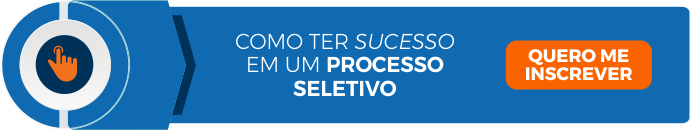 COMO TER SUCESSO
EM UM PROCESSO
SELETIVO
QUERO ME
INSCREVER